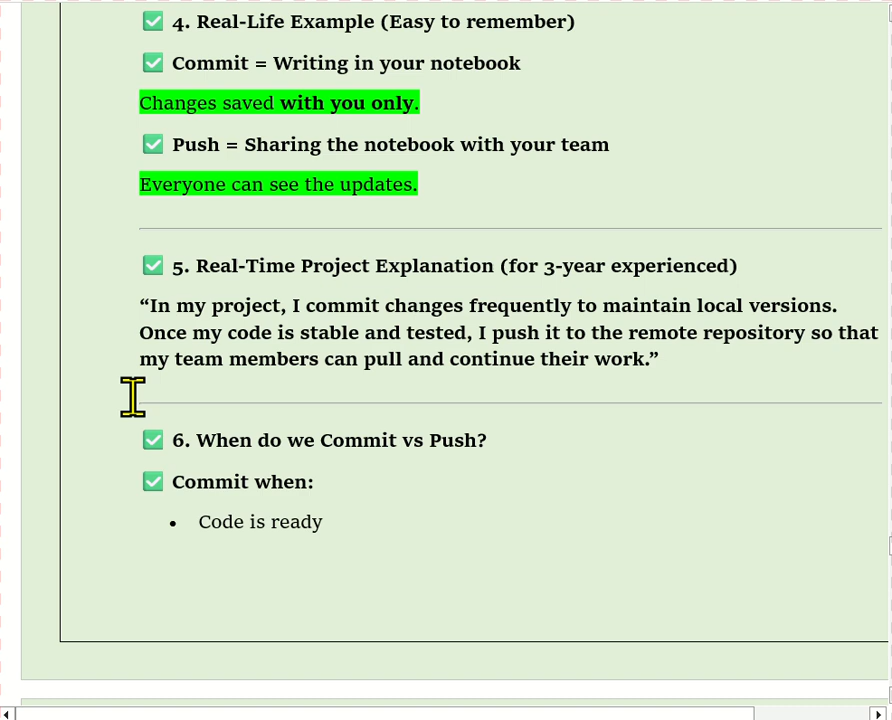 ✅ 4. Real-Life Example (Easy to remember)
✅ Commit = Writing in your notebook
Changes saved with you only.
✅ Push = Sharing the notebook with your team
Everyone can see the updates.
✅ 5. Real-Time Project Explanation (for 3-year experienced)
“In my project, I commit changes frequently to maintain local versions.
Once my code is stable and tested, I push it to the remote repository so that
my team members can pull and continue their work.”
✅ 6. When do we Commit vs Push?
✅ Commit when:
• Code is ready